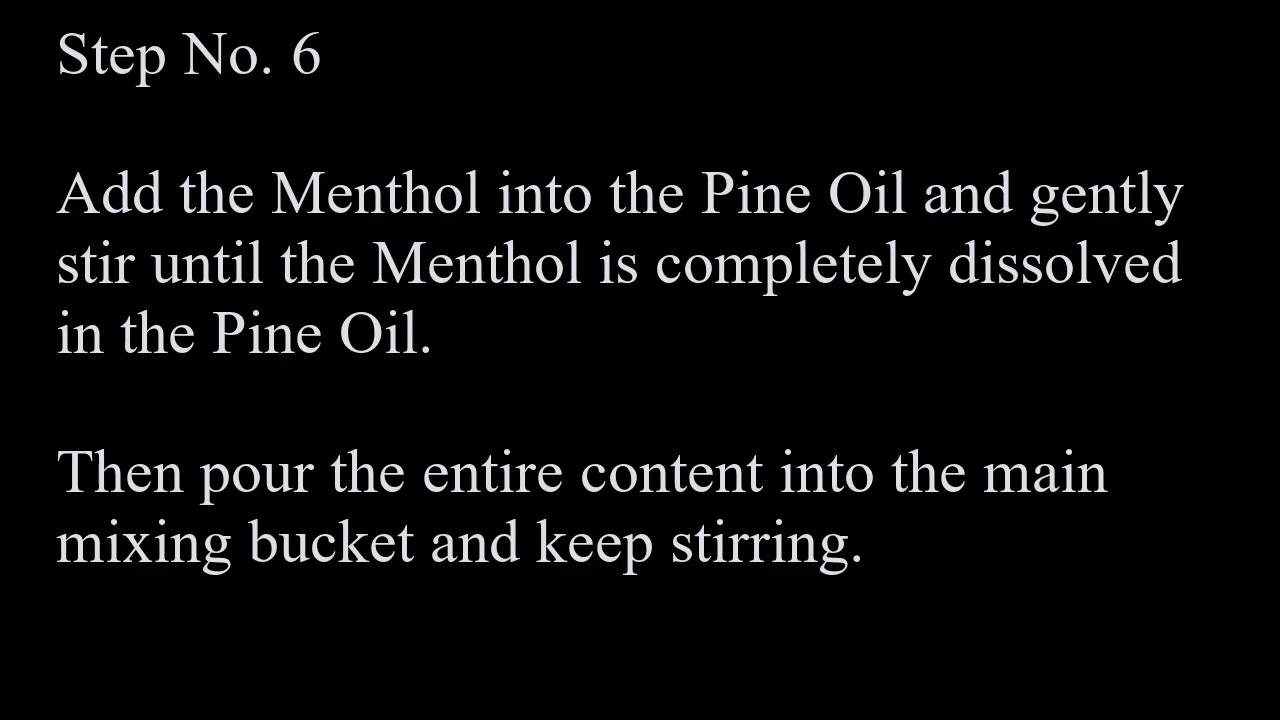 Step No. 6
Add the Menthol into the Pine Oil and gently
stir until the Menthol is completely dissolved
in the Pine Oil.
Then pour the entire content into the main
mixing bucket and keep stirring.